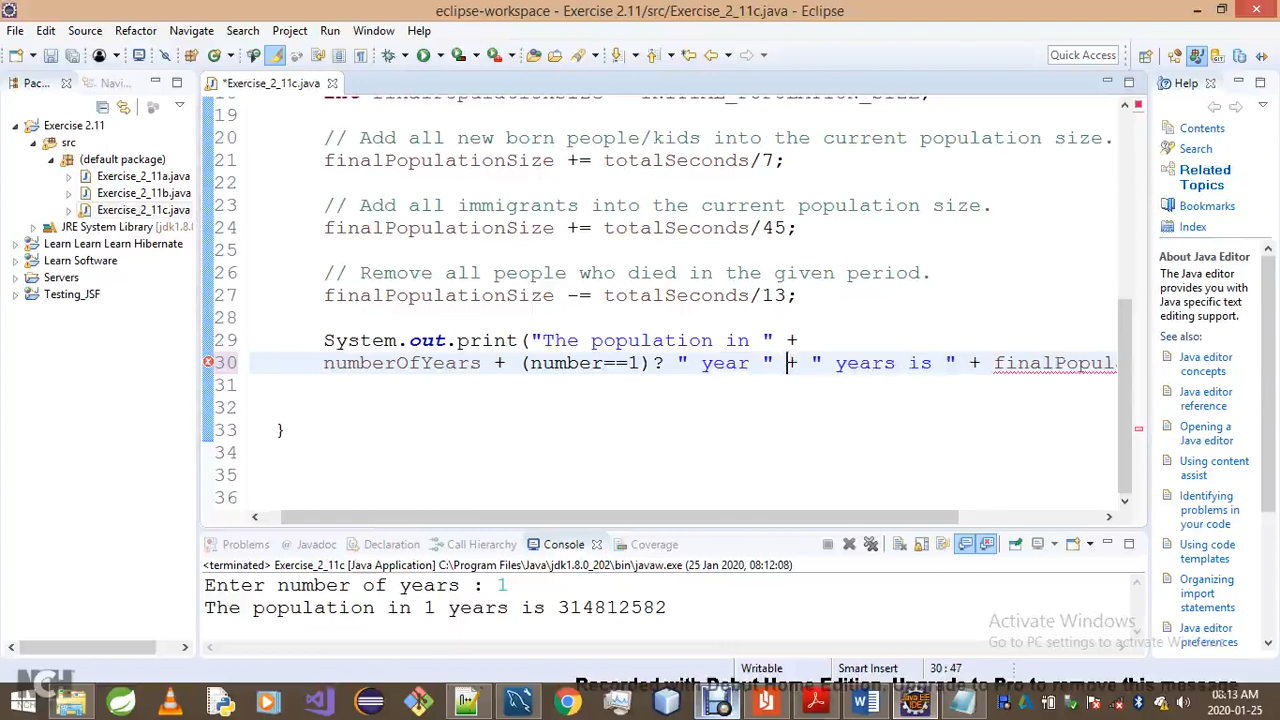 eclipse-workspace - Exercise 2.11/src/Exercise_2_11c.java - Eclipse
File Edit Source Refactor Navigate Search Project Run Window Help
Quick Access
Pac... Navi...
*Exercise_2_11c.java
Help
Exercise 2.11
src
(default package)
Exercise_2_11a.java
Exercise_2_11b.java
Exercise_2_11c.java
JRE System Library [jdk1.8.0
Learn Learn Learn Hibernate
Learn Software
Servers
Testing_JSF
19
20 // Add all new born people/kids into the current population size.
21 finalPopulationSize += totalSeconds/7;
22
23 // Add all immigrants into the current population size.
24 finalPopulationSize += totalSeconds/45;
25
26 // Remove all people who died in the given period.
27 finalPopulationSize -= totalSeconds/13;
28
29 System.out.print("The population in " +
30 numberOfYears + (number==1)? " year " + " years is " + finalPopul
31
32
33 }
34
35
36
Contents
Search
Related Topics
Bookmarks
Index
About Java Editor
The Java editor
provides you with
Java specific text
editing support.
See also:
Java editor
concepts
Java editor
reference
Opening a
Java editor
Using content
assist
Identifying
problems in
your code
Using code
templates
Organizing
import
statements
Java editor
preferences
Problems Javadoc Declaration Call Hierarchy Console Coverage
<terminated> Exercise_2_11c [Java Application] C:\Program Files\Java\jdk1.8.0_202\bin\javaw.exe (25 Jan 2020, 08:12:08)
Enter number of years : 1
The population in 1 years is 314812582
Activate Windows
Go to PC settings to activate Windows.
Writable Smart Insert 30 : 47
Recorded with Debut Home Edition. Upgrade to Pro to remove this message
NCH
08:13 AM
2020-01-25